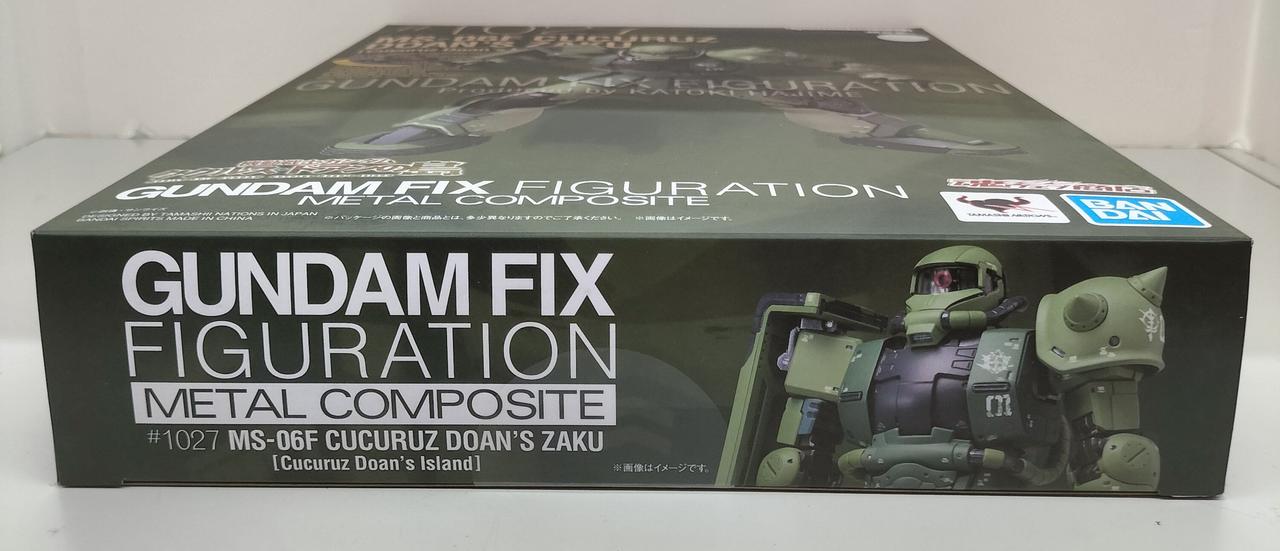 #1027
MS-06F CUCURUZ
DOAN'S ZAKU
GUNDAM FIX FIGURATION
Produced BY KATOKI HAJIME
GUNDAM FIX FIGURATION
METAL COMPOSITE
DESIGNED BY TAMASHII NATIONS IN JAPAN
BANDAI SPIRITS MADE IN CHINA
※パッケージの画像と商品とは、多少異なりますのでご了承ください。 ※画像はイメージです。
TAMASHII NATIONS
BAN
DAI
GUNDAM FIX
FIGURATION
METAL COMPOSITE
#1027 MS-06F CUCURUZ DOAN'S ZAKU
[Cucuruz Doan's Island]
※画像はイメージです。
01